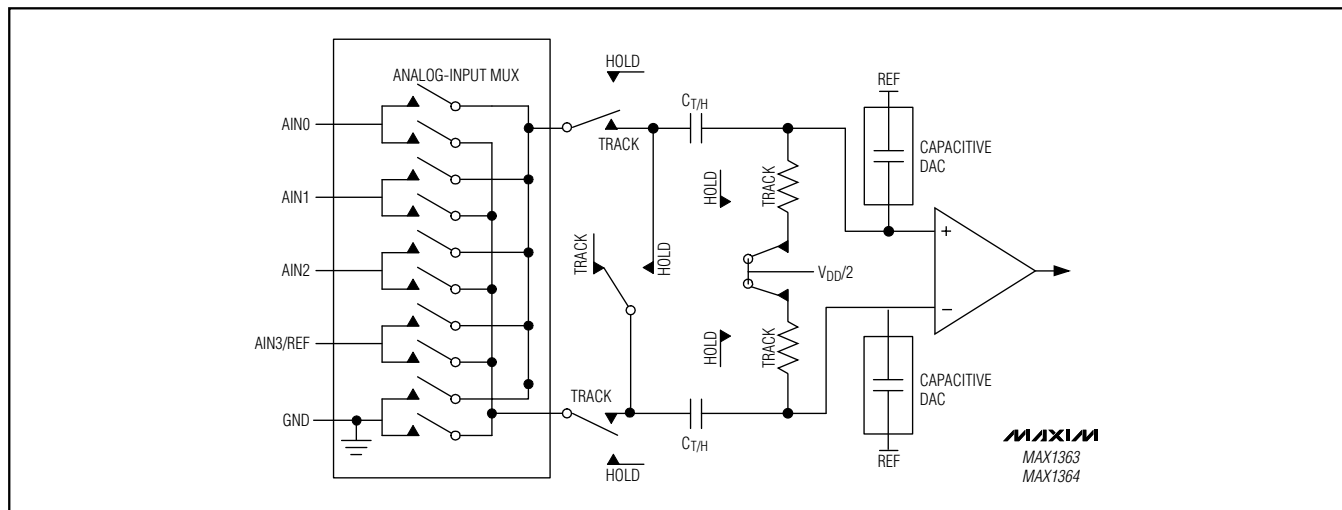 ANALOG-INPUT MUX
AIN0
AIN1
AIN2
AIN3/REF
GND
HOLD
TRACK
CT/H
TRACK
HOLD
TRACK
HOLD
CT/H
HOLD
TRACK
VDD/2
HOLD
TRACK
REF
CAPACITIVE
DAC
+
−
CAPACITIVE
DAC
REF
MAXIM
MAX1363
MAX1364